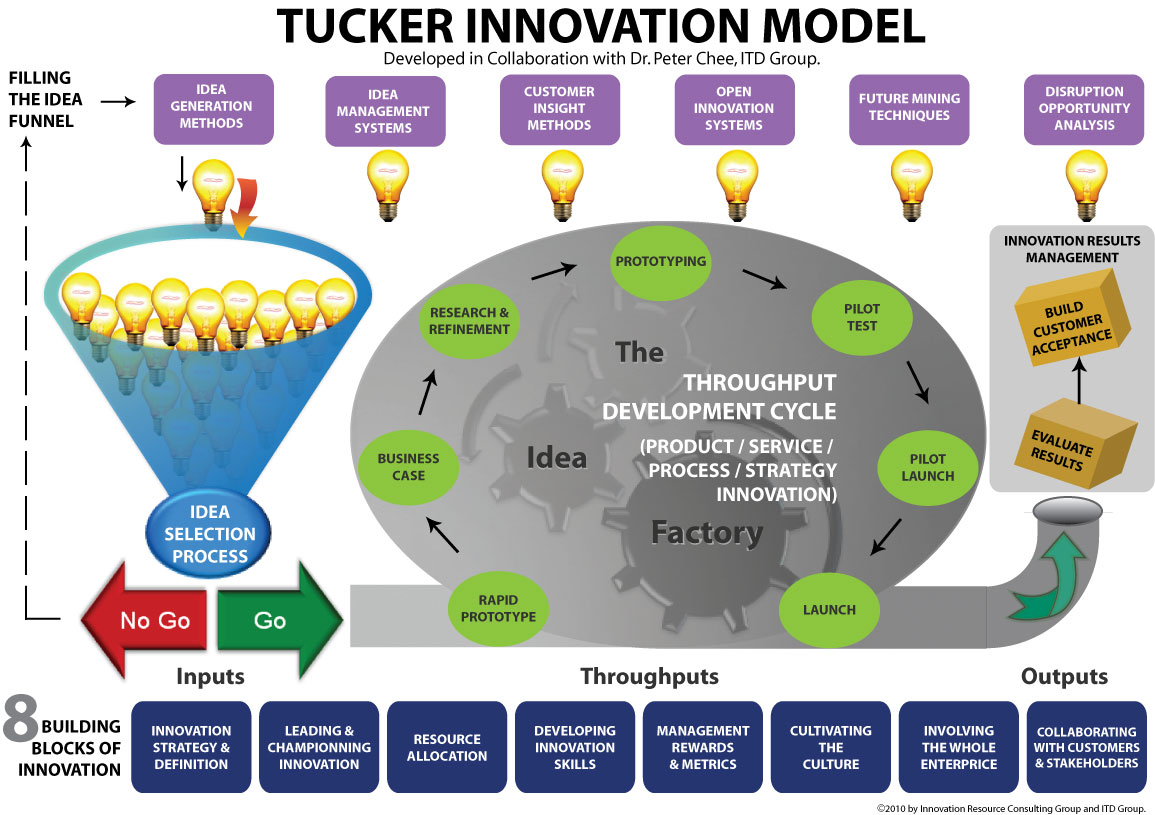 TUCKER INNOVATION MODEL
Developed in Collaboration with Dr. Peter Chee, ITD Group.
FILLING
THE IDEA
FUNNEL
IDEA
GENERATION
METHODS
IDEA
MANAGEMENT
SYSTEMS
CUSTOMER
INSIGHT
METHODS
OPEN
INNOVATION
SYSTEMS
FUTURE MINING
TECHNIQUES
DISRUPTION
OPPORTUNITY
ANALYSIS
IDEA
SELECTION
PROCESS
No Go
Go
RAPID
PROTOTYPE
BUSINESS
CASE
RESEARCH &
REFINEMENT
PROTOTYPING
PILOT
TEST
PILOT
LAUNCH
LAUNCH
The
Idea
Factory
THROUGHPUT
DEVELOPMENT CYCLE
(PRODUCT / SERVICE /
PROCESS / STRATEGY
INNOVATION)
INNOVATION RESULTS
MANAGEMENT
BUILD
CUSTOMER
ACCEPTANCE
EVALUATE
RESULTS
Inputs
Throughputs
Outputs
8 BUILDING
BLOCKS OF
INNOVATION
INNOVATION
STRATEGY &
DEFINITION
LEADING &
CHAMPIONNING
INNOVATION
RESOURCE
ALLOCATION
DEVELOPING
INNOVATION
SKILLS
MANAGEMENT
REWARDS
& METRICS
CULTIVATING
THE
CULTURE
INVOLVING
THE WHOLE
ENTERPRICE
COLLABORATING
WITH CUSTOMERS
& STAKEHOLDERS
©2010 by Innovation Resource Consulting Group and ITD Group.